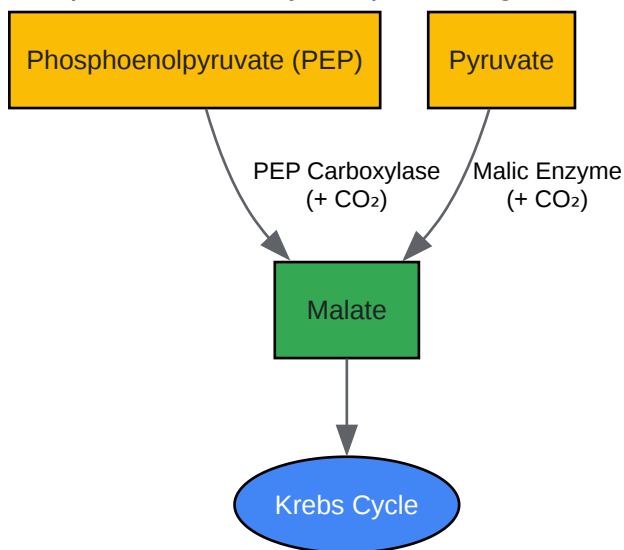 Phosphoenolpyruvate (PEP)
Pyruvate
PEP Carboxylase
(+ CO₂)
Malic Enzyme
(+ CO₂)
Malate
Krebs Cycle